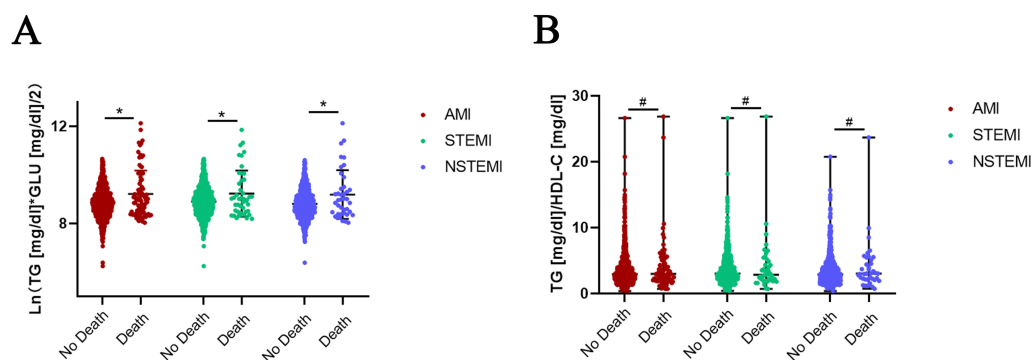 A
Ln（TG [mg/dl]*GLU [mg/dl]/2）
12
8
*
*
*
No Death
Death
No Death
Death
No Death
Death
AMI
STEMI
NSTEMI
B
TG [mg/dl]/HDL-C [mg/dl]
30
20
10
0
#
#
#
No Death
Death
No Death
Death
No Death
Death
AMI
STEMI
NSTEMI